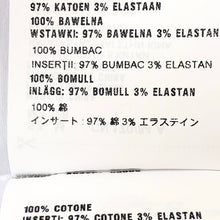 97% KATOEN 3% ELASTAAN
100% BAWEŁNA
WSTAWKI: 97% BAWEŁNA 3% ELASTAN
100% BUMBAC
INSERȚII: 97% BUMBAC 3% ELASTAN
100% BOMULL
INLÄGG: 97% BOMULL 3% ELASTAN
100% 綿
インサート: 97% 綿 3% エラステイン
100% COTONE
INSERTI: 97% COTONE 3% ELASTAN